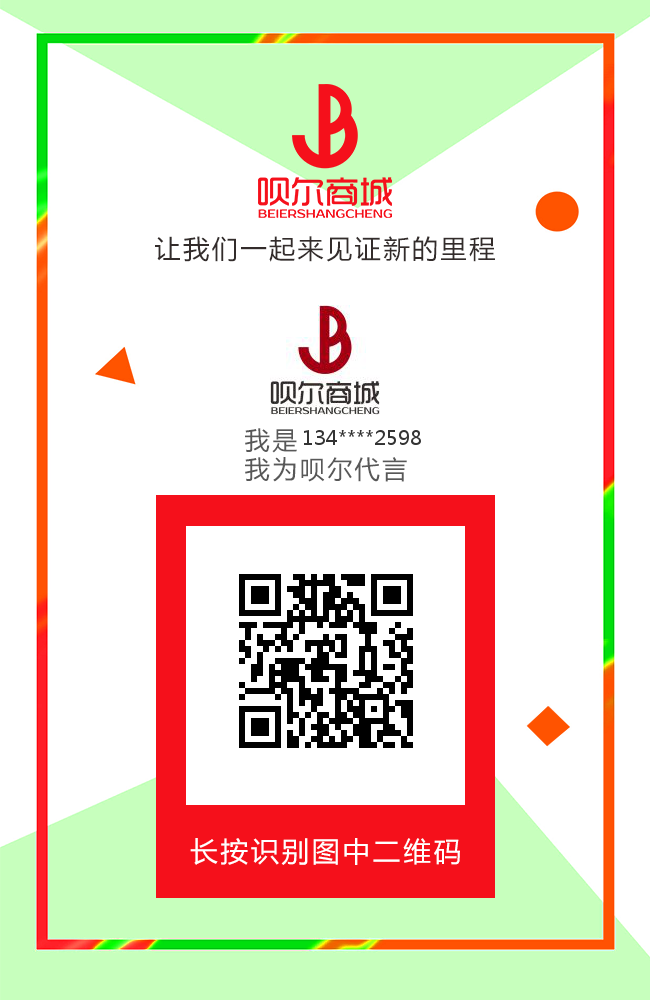 呗尔商城
BEIERSHANGCHENG
让我们一起来见证新的里程
呗尔商城
BEIERSHANGCHENG
我是 134****2598
我为呗尔代言
长按识别图中二维码